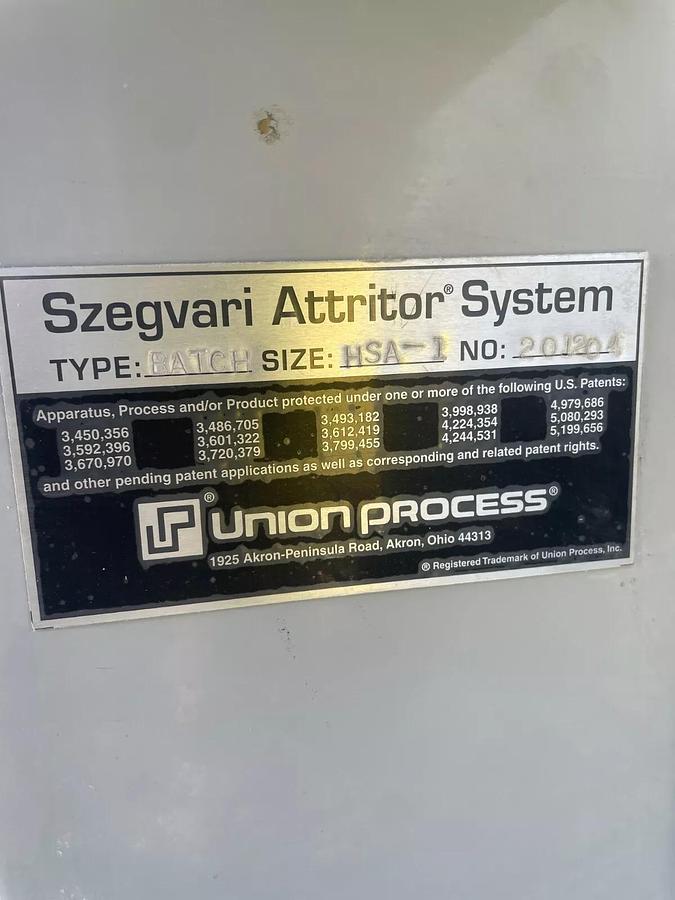 Szegvari Attritor® System
TYPE: BATCH SIZE: HSA-1 NO: 201204
Apparatus, Process and/or Product protected under one or more of the following U.S. Patents:
3,450,356 3,486,705 3,493,182 3,998,938 4,979,686
3,592,396 3,601,322 3,612,419 4,224,354 5,080,293
3,670,970 3,720,379 3,799,455 4,244,531 5,199,656
and other pending patent applications as well as corresponding and related patent rights.
® UNION PROCESS®
1925 Akron-Peninsula Road, Akron, Ohio 44313
® Registered Trademark of Union Process, Inc.